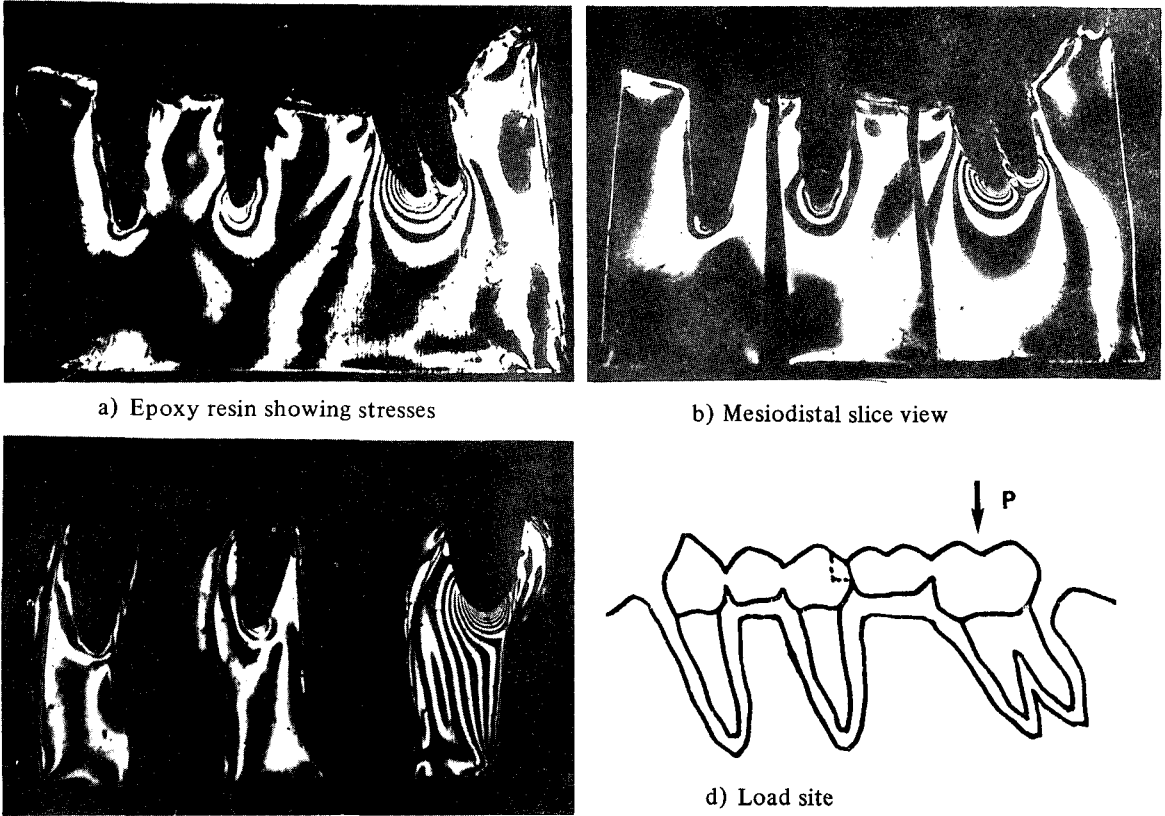 a) Epoxy resin showing stresses
b) Mesiodistal slice view
P
d) Load site